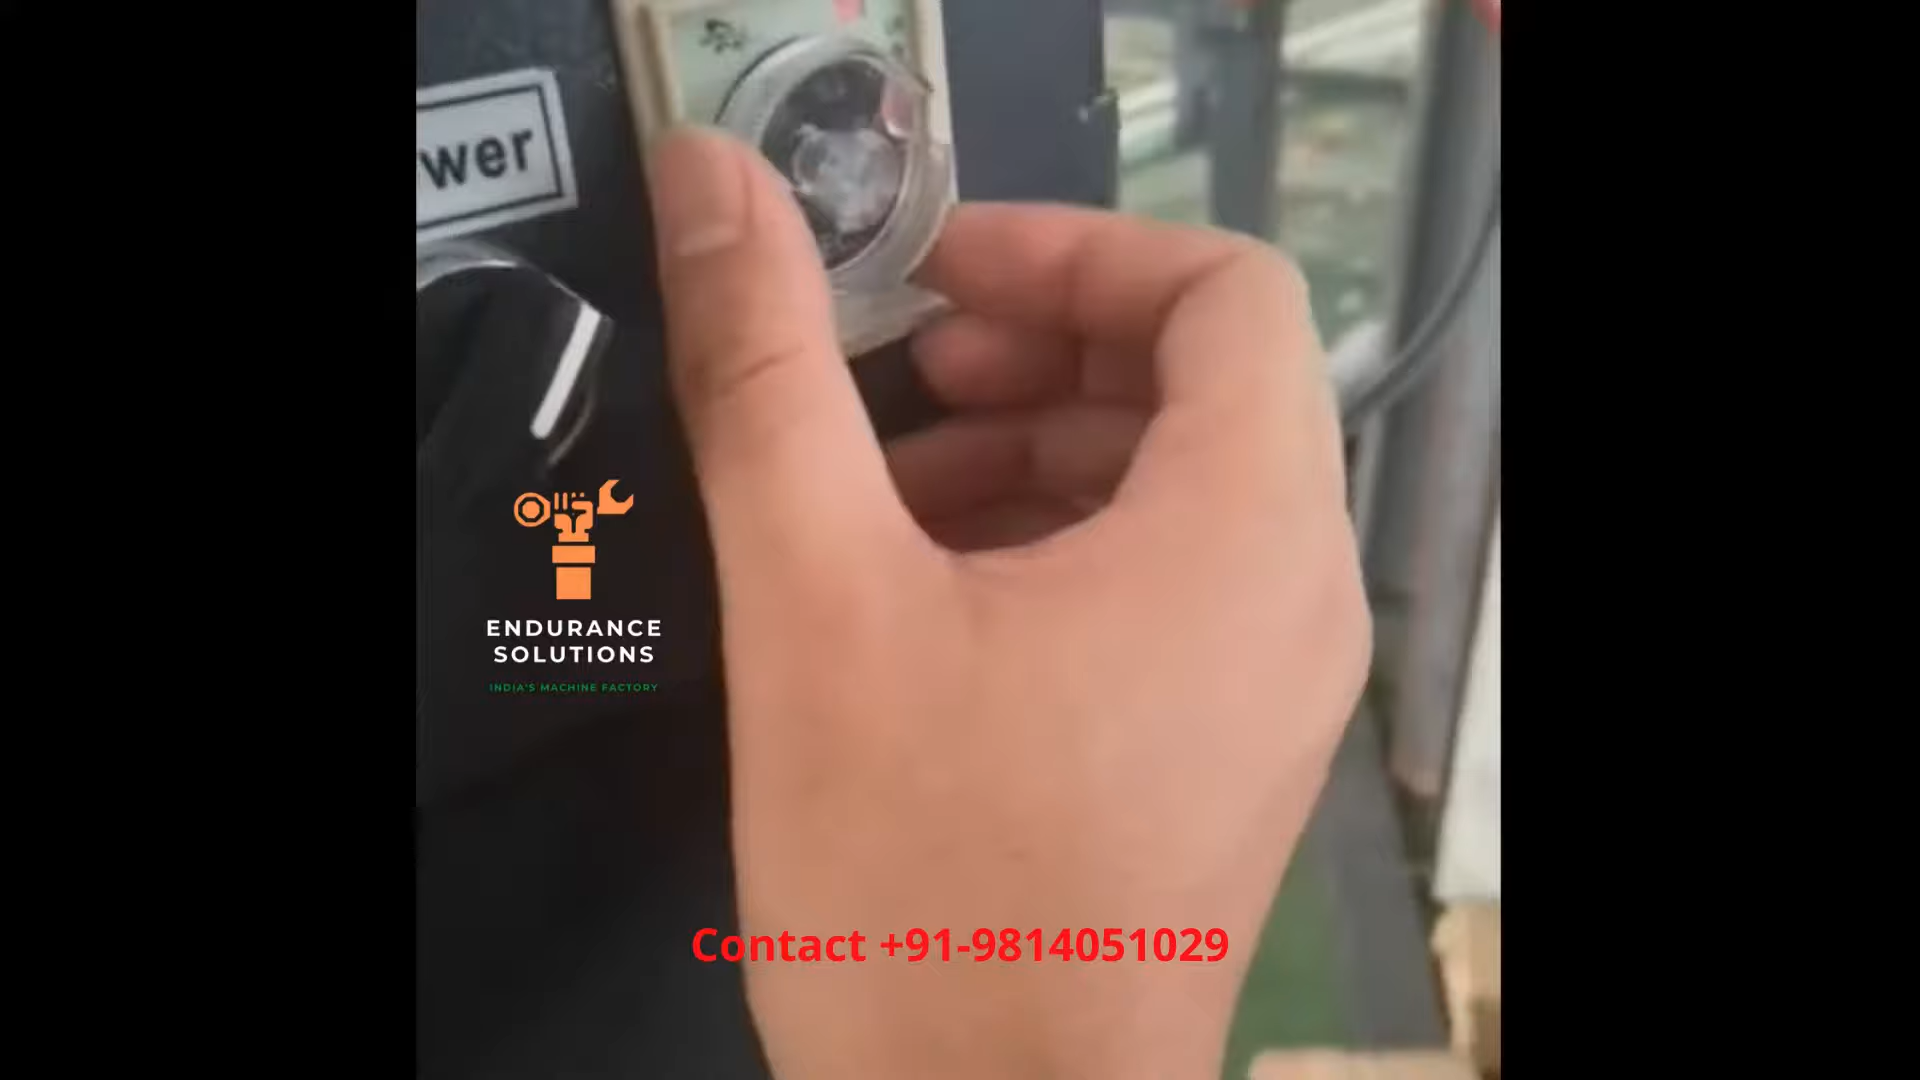 wer
ENDURANCE
SOLUTIONS
INDIA'S MACHINE FACTORY
Contact +91-9814051029